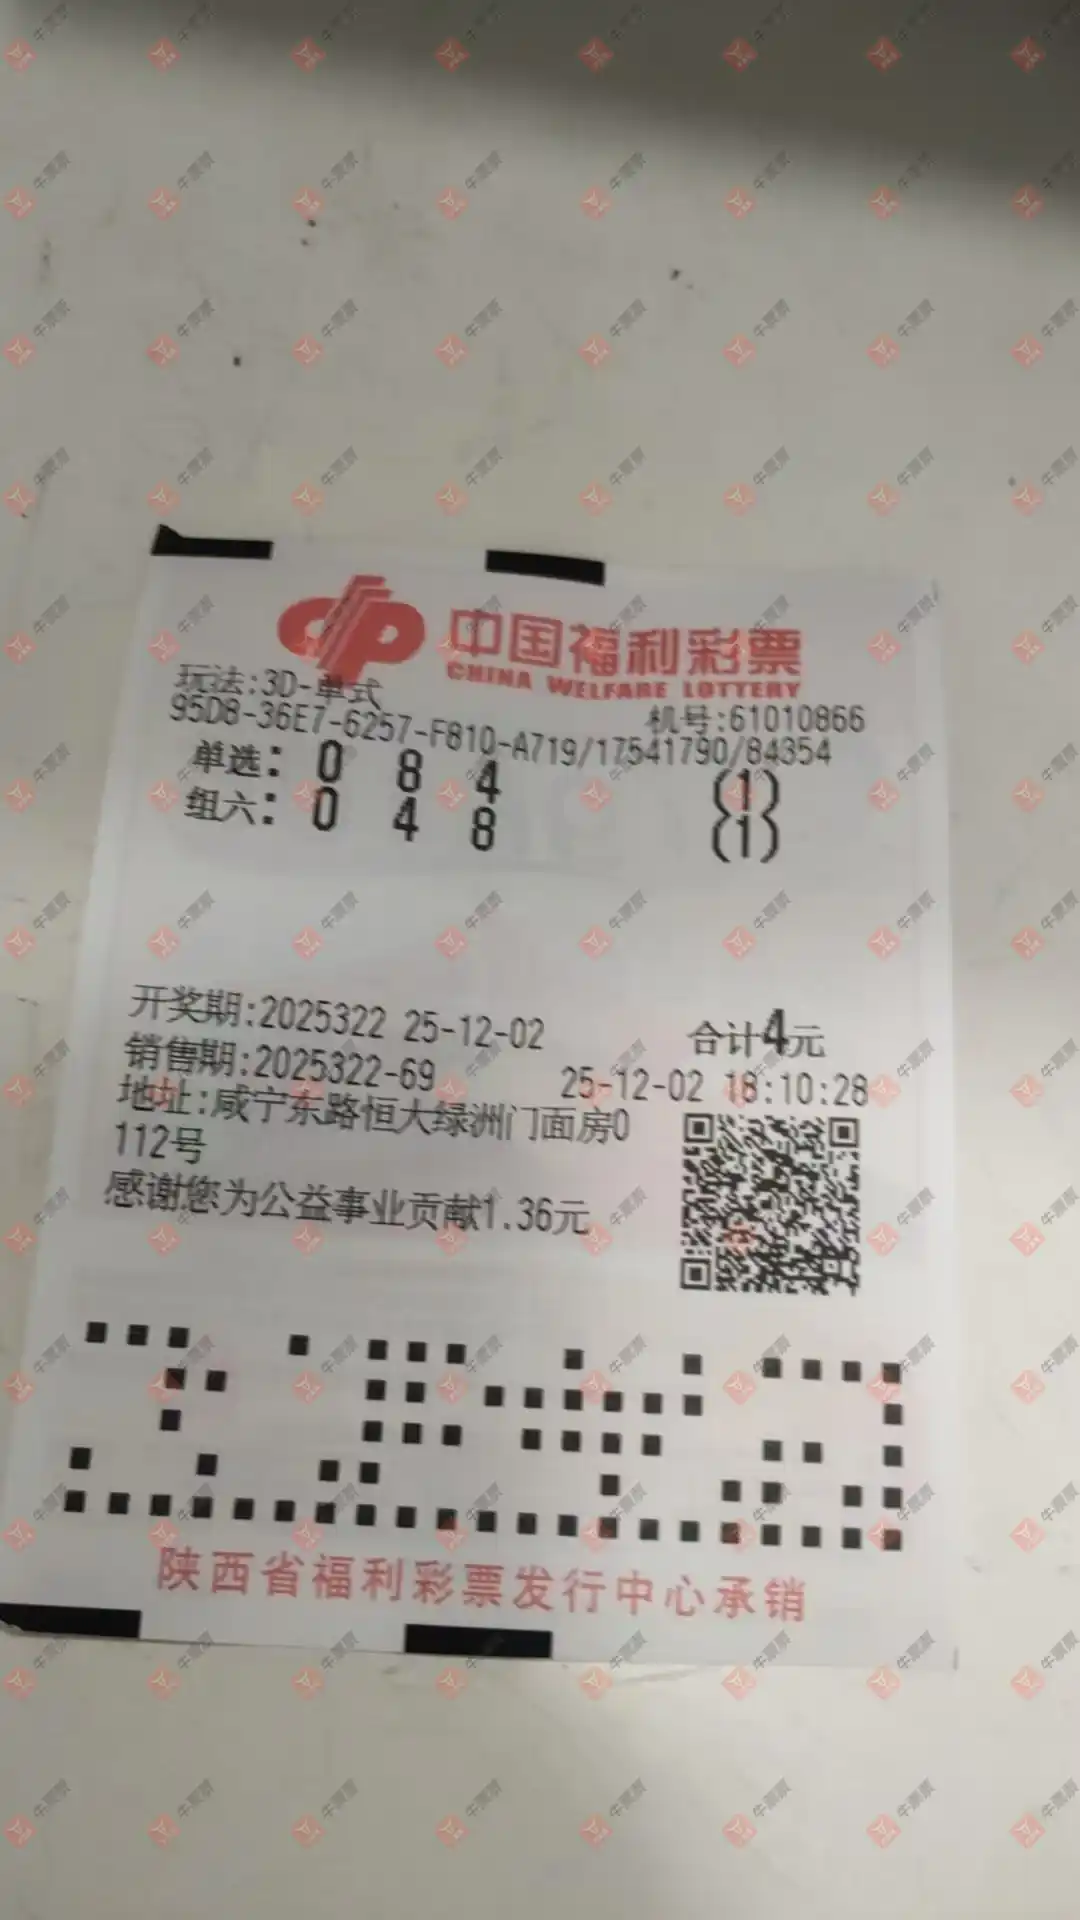 中国福利彩票
CHINA WELFARE LOTTERY
玩法:3D-单式
机号:61010866
95D8-36E7-6257-F810-A719/17541790/84354
单选: 0 8 4 (1)
组六: 0 4 8 (1)
开奖期:2025322 25-12-02 合计4元
销售期:2025322-69 25-12-02 18:10:28
地址:咸宁东路恒大绿洲门面房0
112号
感谢您为公益事业贡献1.36元
陕西省福利彩票发行中心承销
牛票票